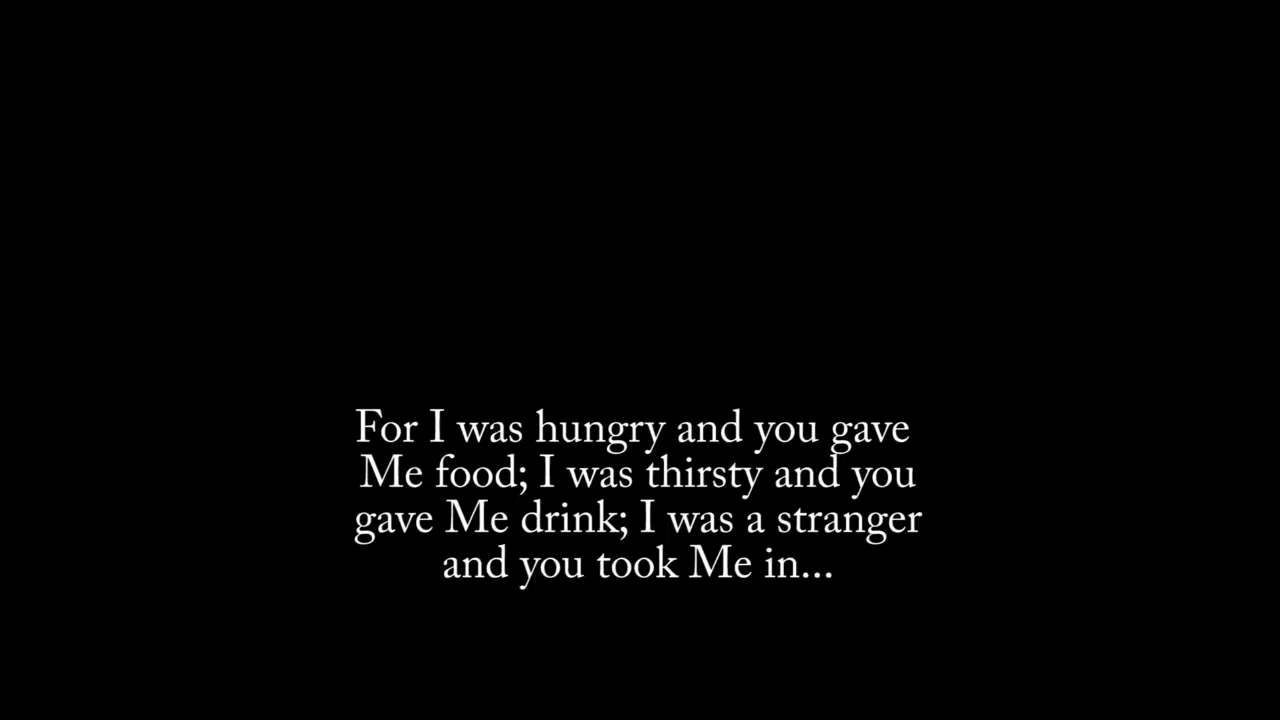 For I was hungry and you gave
Me food; I was thirsty and you
gave Me drink; I was a stranger
and you took Me in...